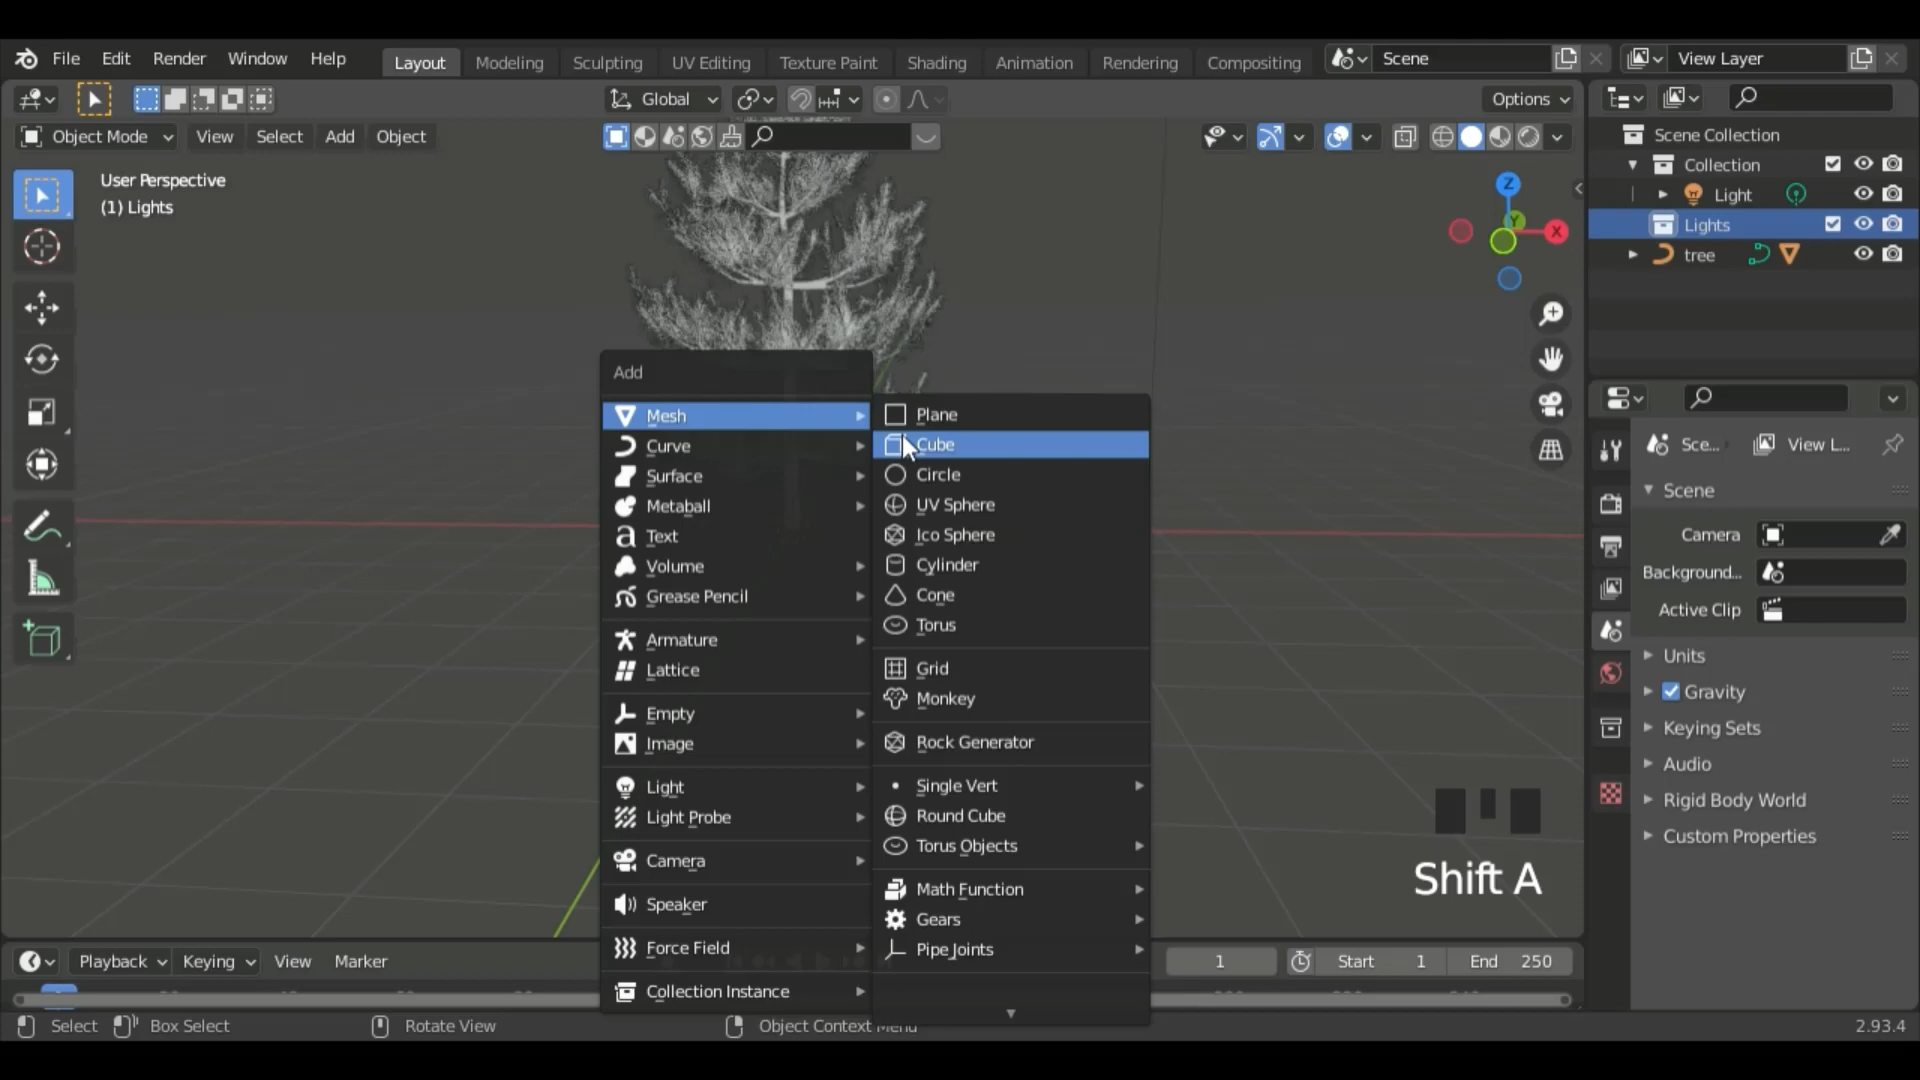 File Edit Render Window Help Layout Modeling Sculpting UV Editing Texture Paint Shading Animation Rendering Compositing Scene View Layer
Global Options
Object Mode View Select Add Object
User Perspective
(1) Lights
Z
Y
X
Scene Collection
Collection
Light
Lights
tree
Add
Mesh
Curve
Surface
Metaball
Text
Volume
Grease Pencil
Armature
Lattice
Empty
Image
Light
Light Probe
Camera
Speaker
Force Field
Collection Instance
Plane
Cube
Circle
UV Sphere
Ico Sphere
Cylinder
Cone
Torus
Grid
Monkey
Rock Generator
Single Vert
Round Cube
Torus Objects
Math Function
Gears
Pipe Joints
Sce... View L...
Scene
Camera
Background...
Active Clip
Units
Gravity
Keying Sets
Audio
Rigid Body World
Custom Properties
Shift A
Playback Keying View Marker 1 Start 1 End 250
Select Box Select Rotate View Object Context Menu 2.93.4